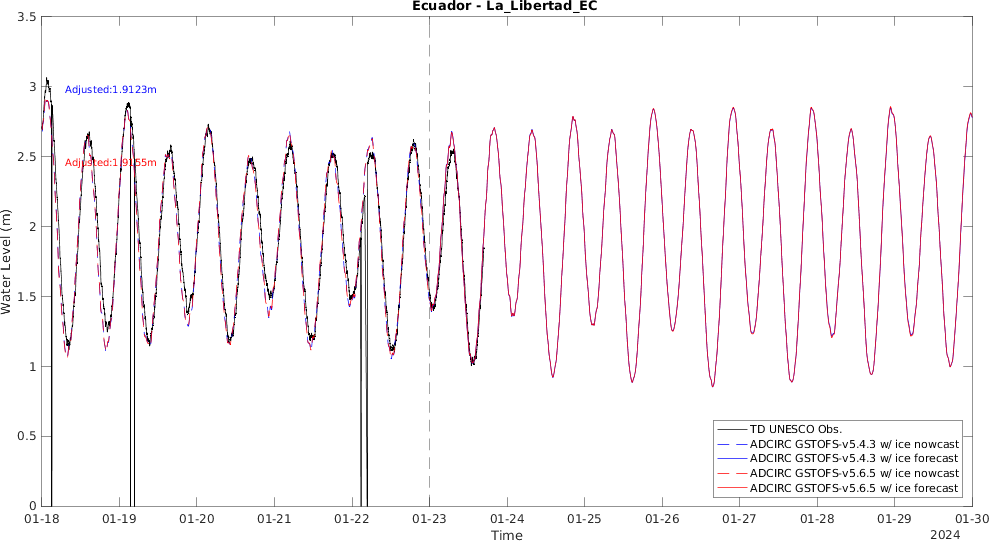 Ecuador - La_Libertad_EC
Water Level (m)
3.5
3
2.5
2
1.5
1
0.5
0
Adjusted:1.9123m
Adjusted:1.9155m
TD UNESCO Obs.
ADCIRC GSTOFS-v5.4.3 w/ ice nowcast
ADCIRC GSTOFS-v5.4.3 w/ ice forecast
ADCIRC GSTOFS-v5.6.5 w/ ice nowcast
ADCIRC GSTOFS-v5.6.5 w/ ice forecast
01-18 01-19 01-20 01-21 01-22 01-23 01-24 01-25 01-26 01-27 01-28 01-29 01-30
Time
2024